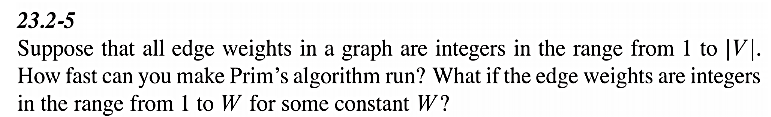 23.2-5
Suppose that all edge weights in a graph are integers in the range from 1 to |V|.
How fast can you make Prim's algorithm run? What if the edge weights are integers
in the range from 1 to W for some constant W?